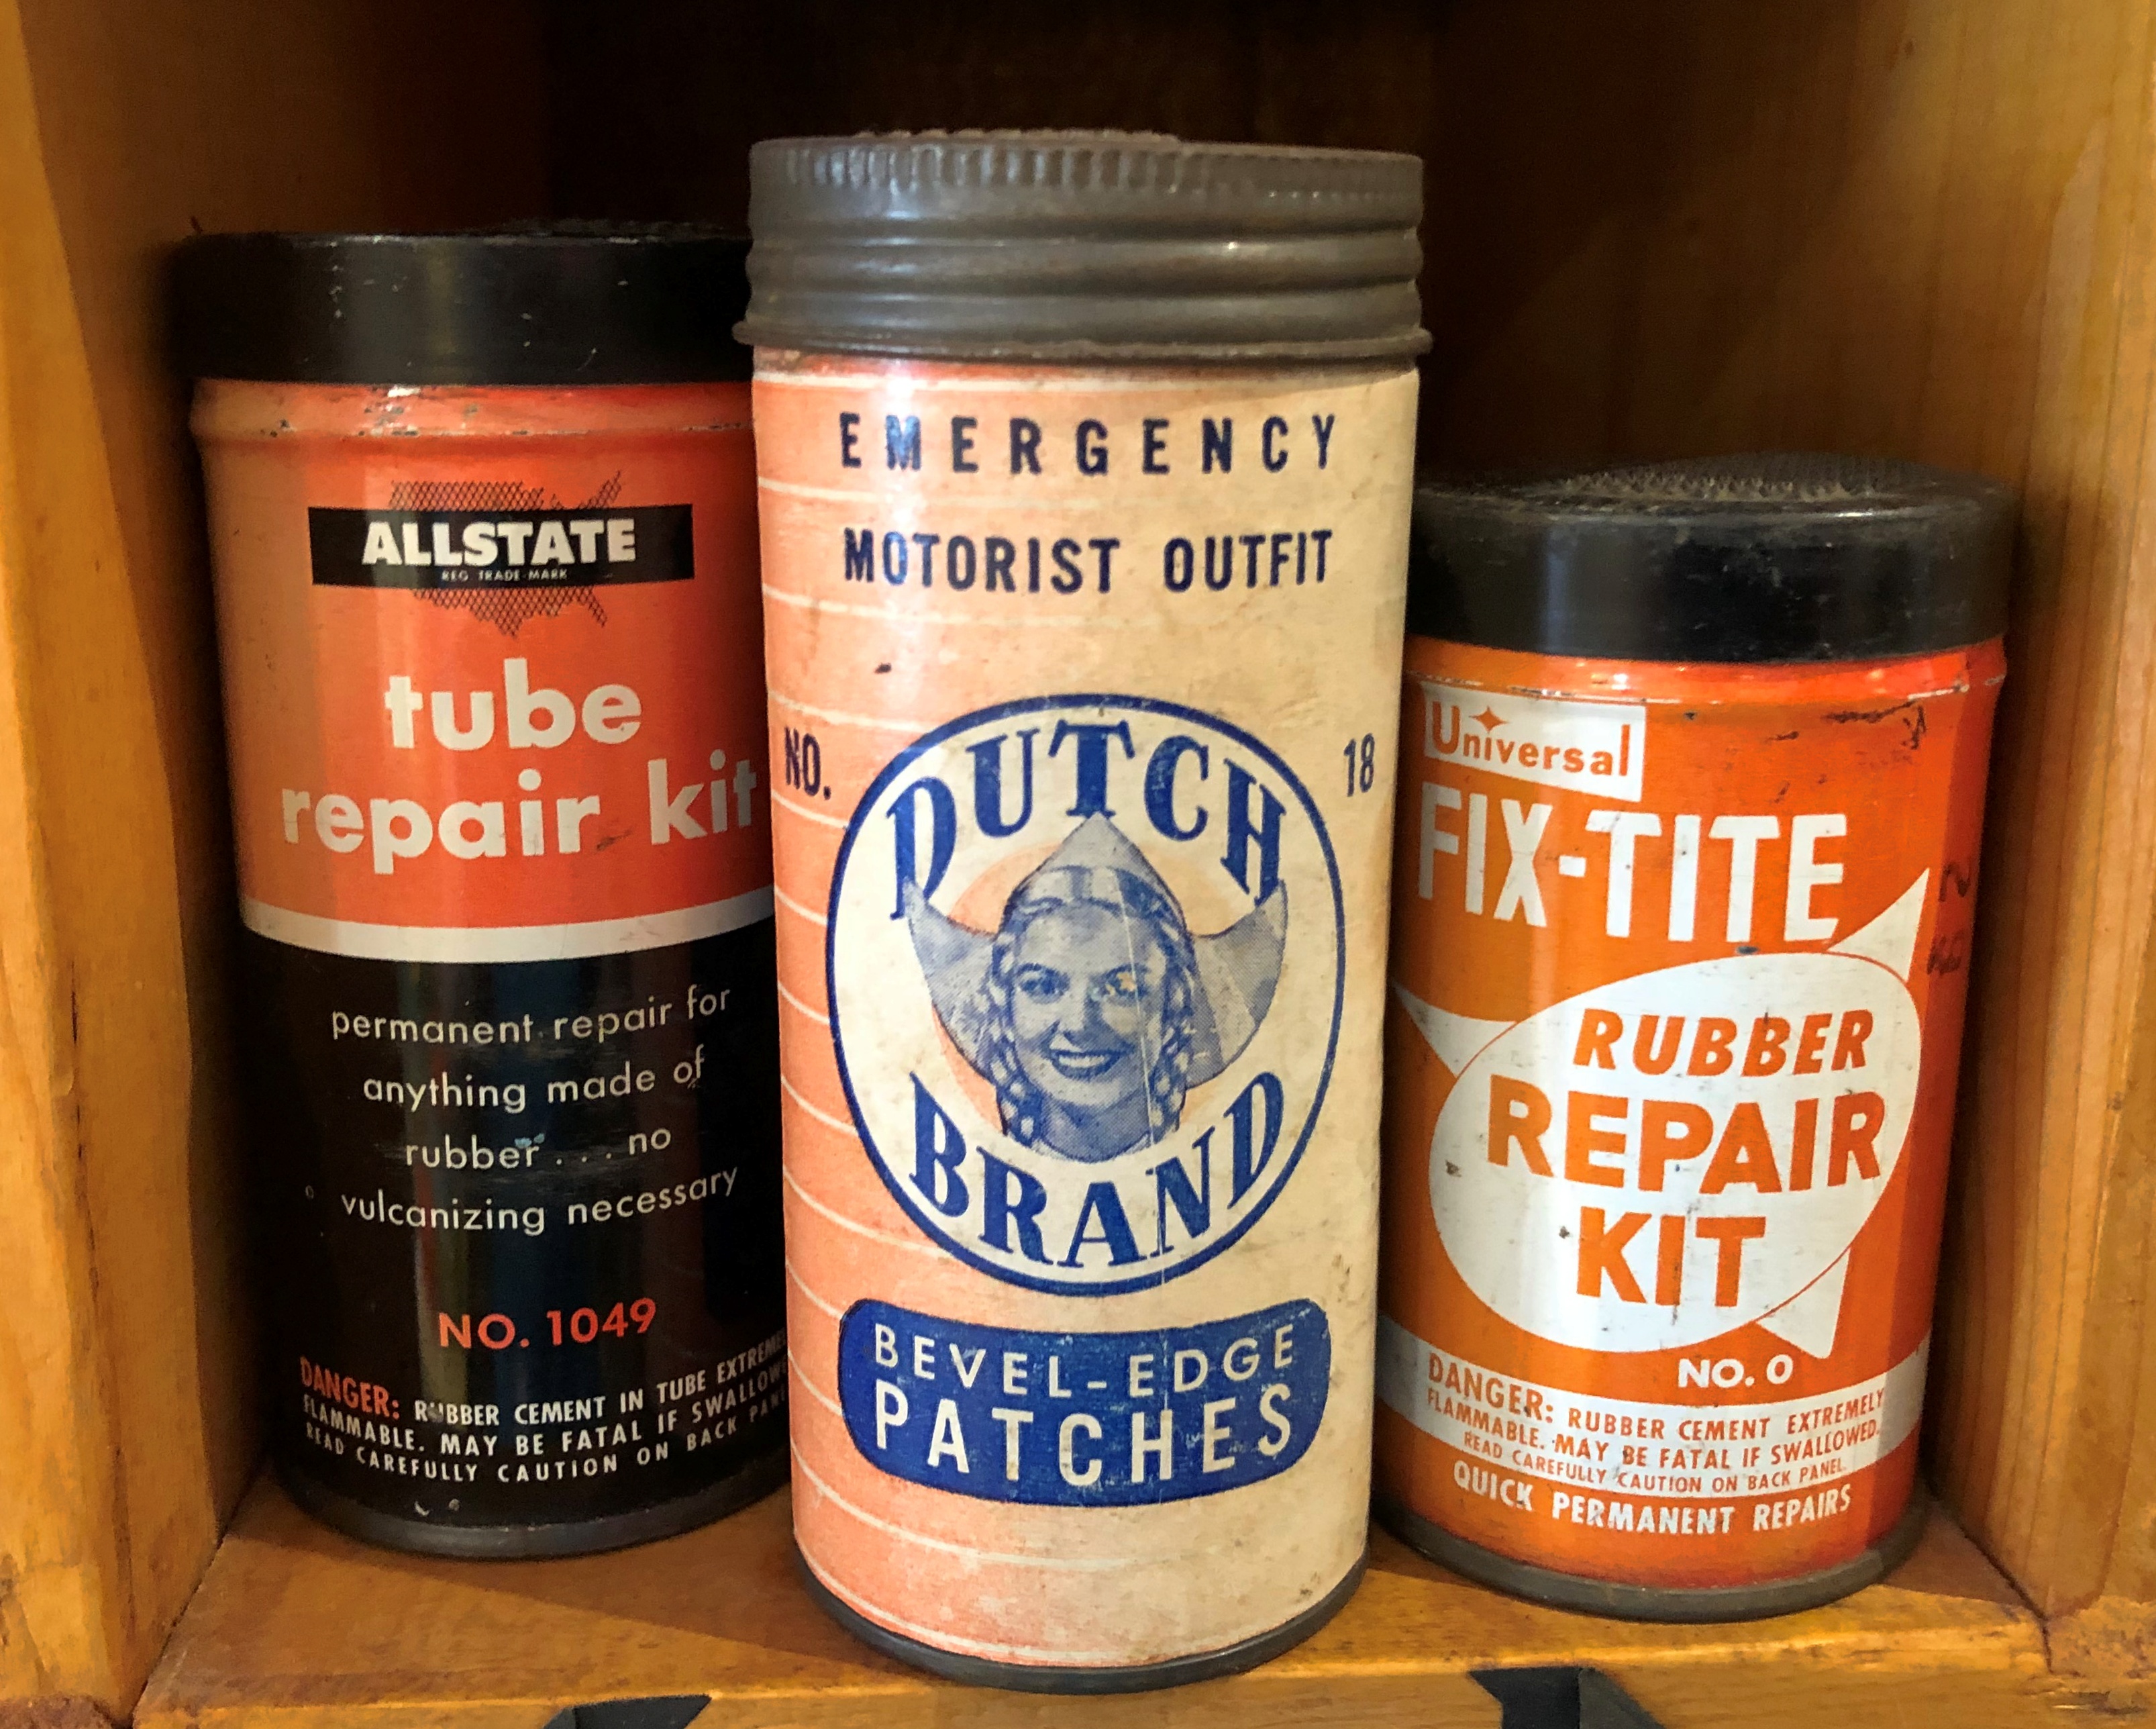 ALLSTATE
REG TRADE-MARK
tube
repair kit
permanent repair for
anything made of
rubber . . . no
vulcanizing necessary
NO. 1049
DANGER: RUBBER CEMENT IN TUBE
FLAMMABLE. MAY BE FATAL IF
READ CAREFULLY CAUTION ON BACK
EMERGENCY
MOTORIST OUTFIT
NO. 18
DUTCH
BRAND
BEVEL-EDGE
PATCHES
Universal
FIX-TITE
RUBBER
REPAIR
KIT
NO. 0
DANGER: RUBBER CEMENT EXTREMELY
FLAMMABLE. MAY BE FATAL IF SWALLOWED.
READ CAREFULLY CAUTION ON BACK PANEL.
QUICK PERMANENT REPAIRS